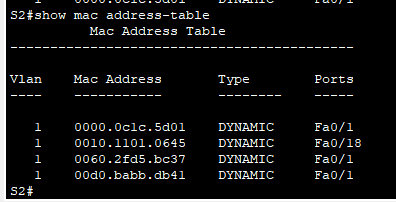 S2#show mac address-table
          Mac Address Table
-------------------------------------------

Vlan    Mac Address       Type        Ports
----    -----------       --------    -----

   1    0000.0c1c.5d01    DYNAMIC     Fa0/1
   1    0010.1101.0645    DYNAMIC     Fa0/18
   1    0060.2fd5.bc37    DYNAMIC     Fa0/1
   1    00d0.babb.db41    DYNAMIC     Fa0/1
S2#